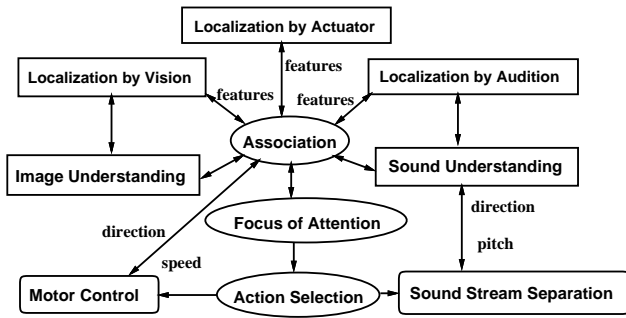 Localization by Actuator
Localization by Vision
features
Localization by Audition
features
features
Association
Image Understanding
Sound Understanding
Focus of Attention
direction
direction
speed
pitch
Motor Control
Action Selection
Sound Stream Separation